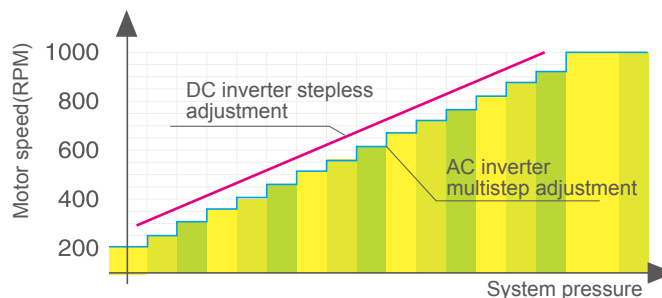 Motor speed(RPM)
1000
800
600
400
200
DC inverter stepless
adjustment
AC inverter
multistep adjustment
System pressure